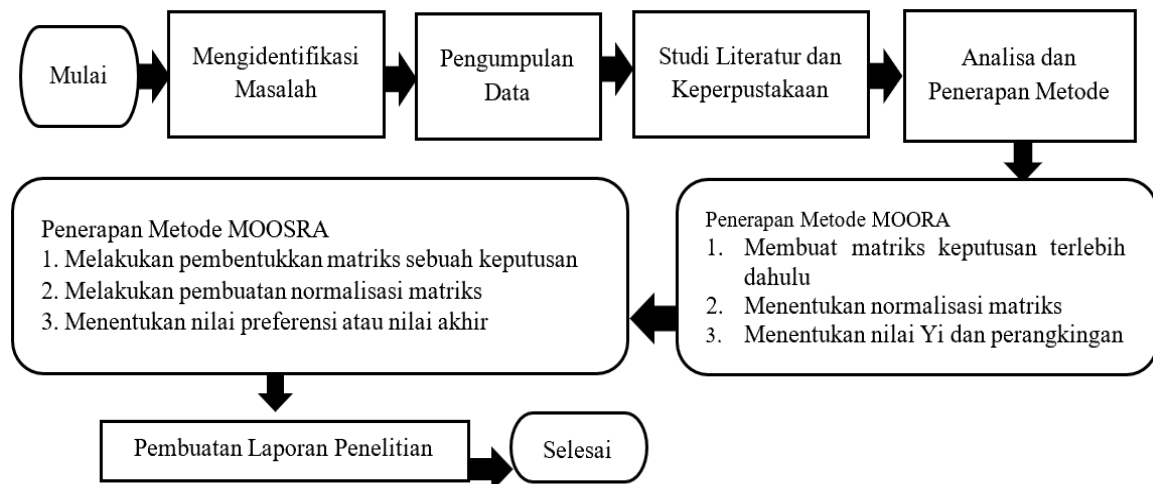 Mulai
Mengidentifikasi
Masalah
Pengumpulan
Data
Studi Literatur dan
Keperpustakaan
Analisa dan
Penerapan Metode
Penerapan Metode MOORA
1. Membuat matriks keputusan terlebih
dahulu
2. Menentukan normalisasi matriks
3. Menentukan nilai Yi dan perangkingan
Penerapan Metode MOOSRA
1. Melakukan pembentukkan matriks sebuah keputusan
2. Melakukan pembuatan normalisasi matriks
3. Menentukan nilai preferensi atau nilai akhir
Pembuatan Laporan Penelitian
Selesai